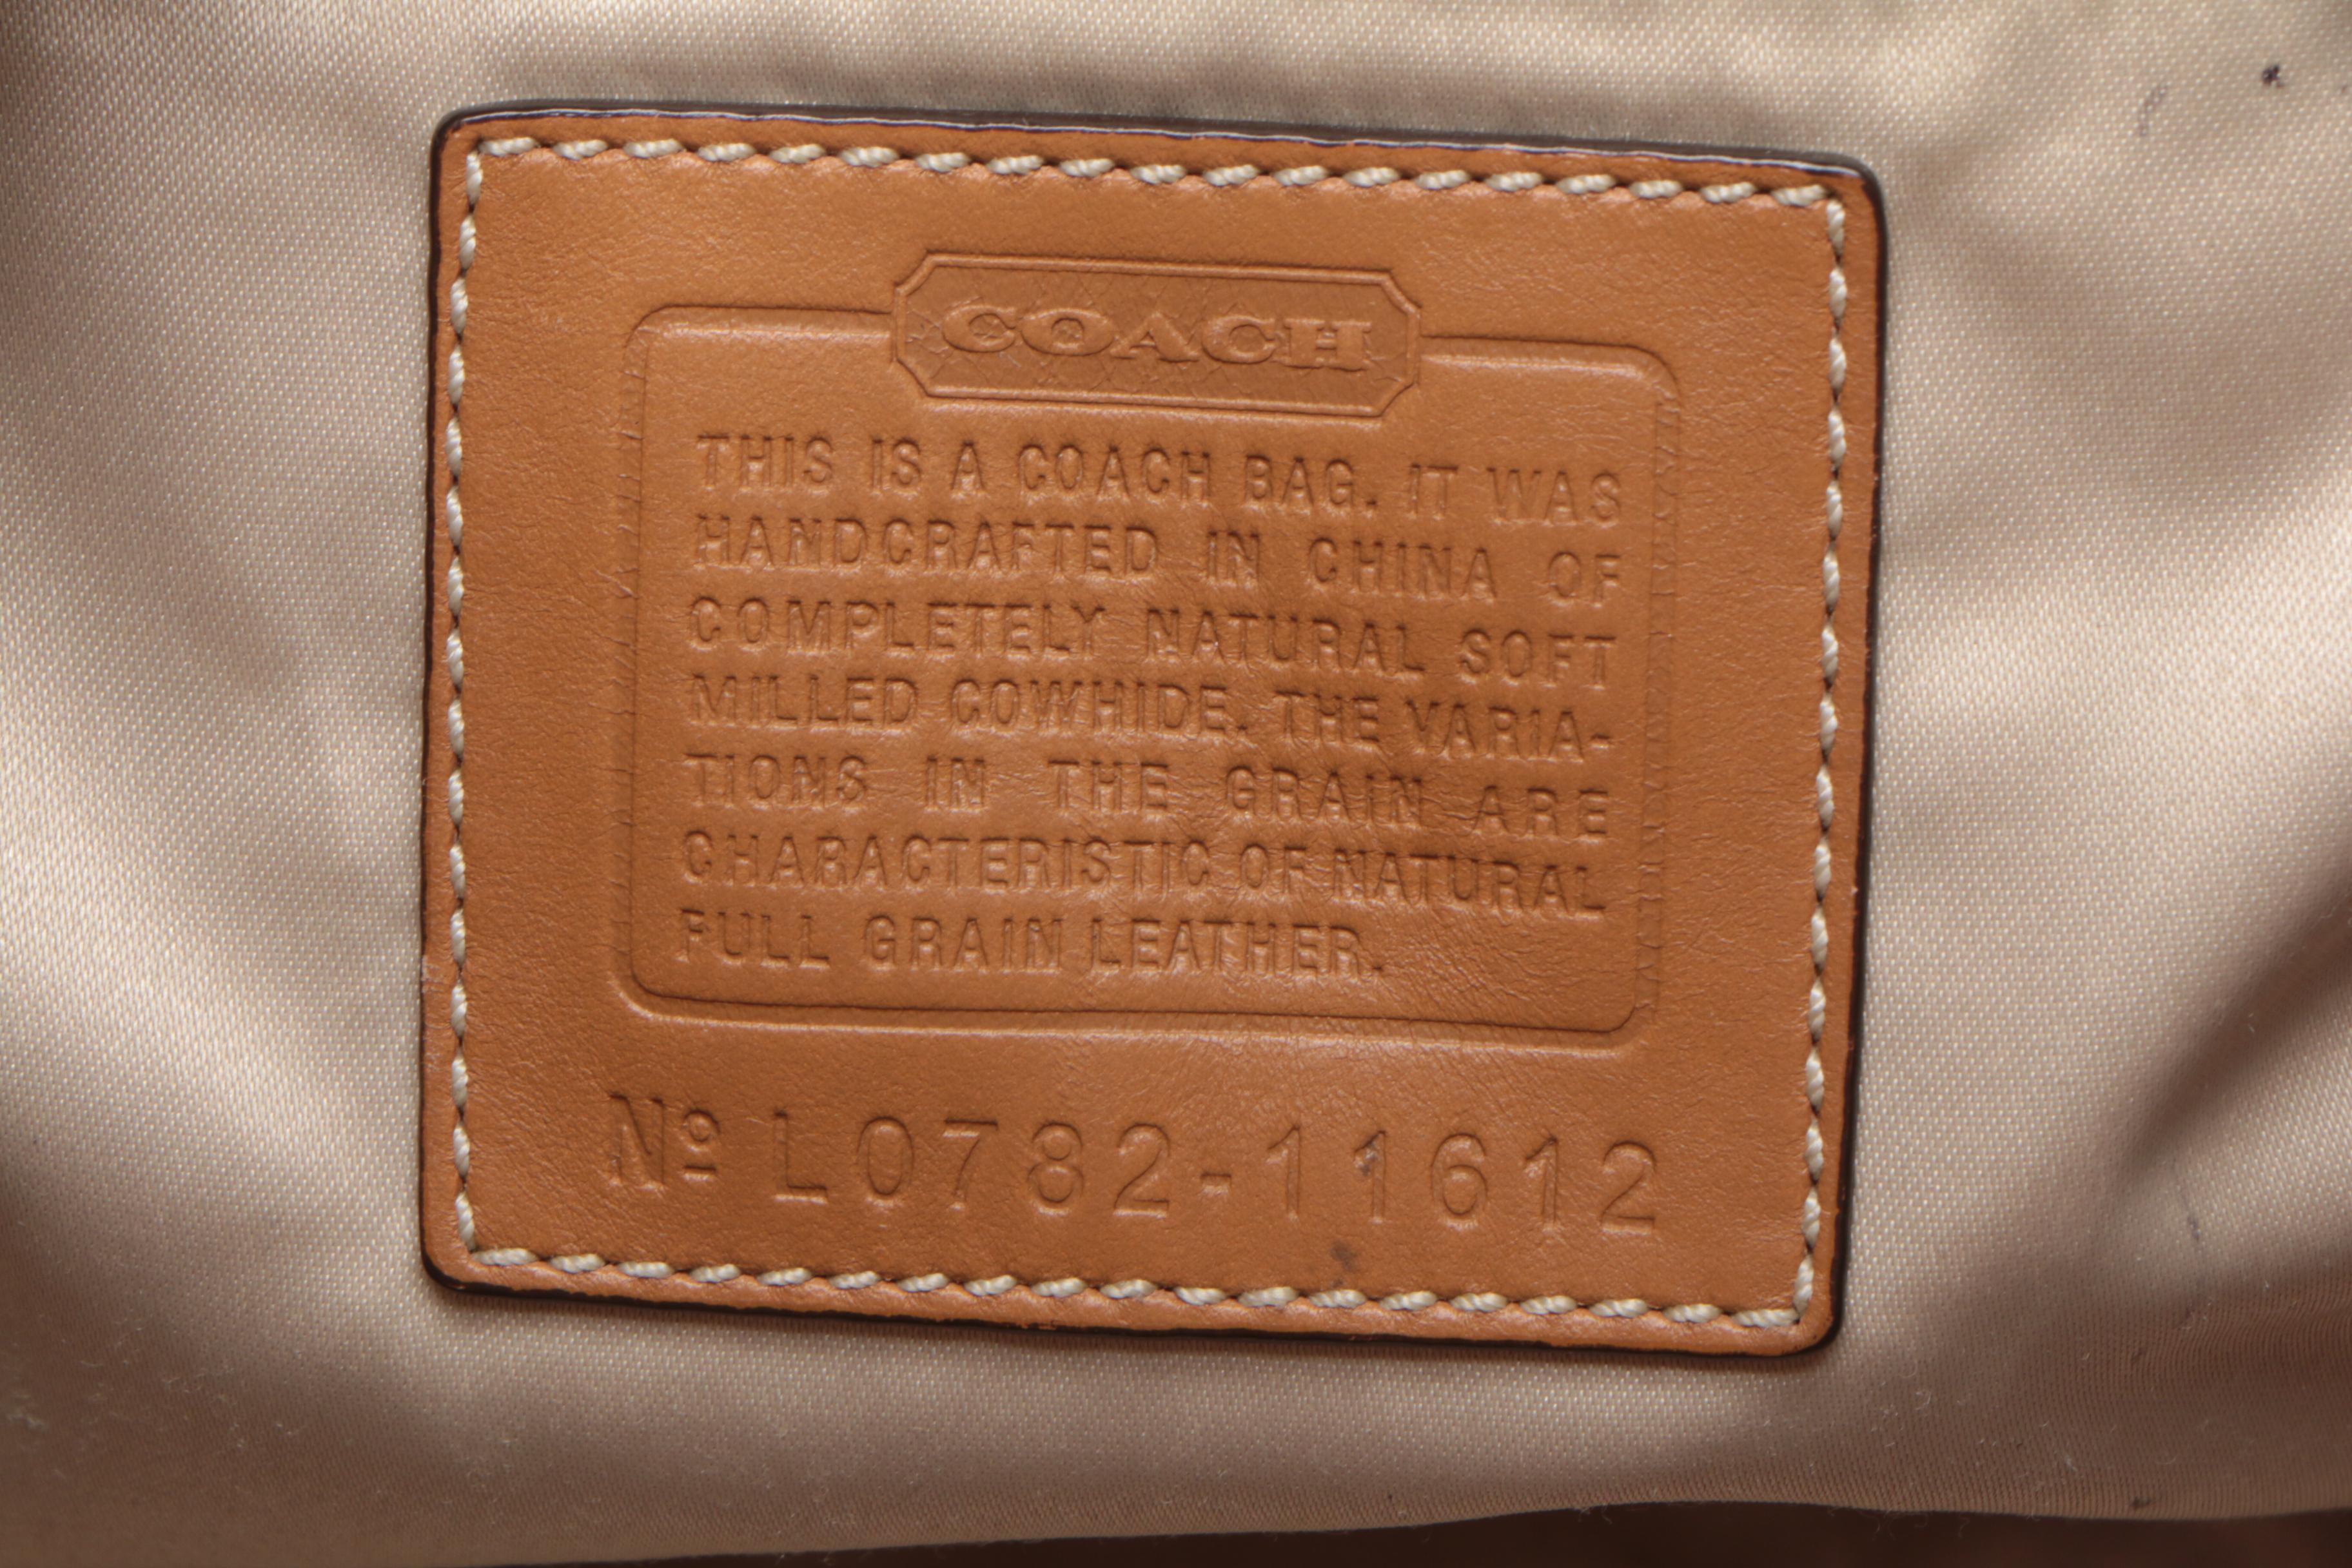 COACH
THIS IS A COACH BAG. IT WAS
HANDCRAFTED IN CHINA OF
COMPLETELY NATURAL SOFT
MILLED COWHIDE. THE VARIA-
TIONS IN THE GRAIN ARE
CHARACTERISTIC OF NATURAL
FULL GRAIN LEATHER.
Nº L0782-11612